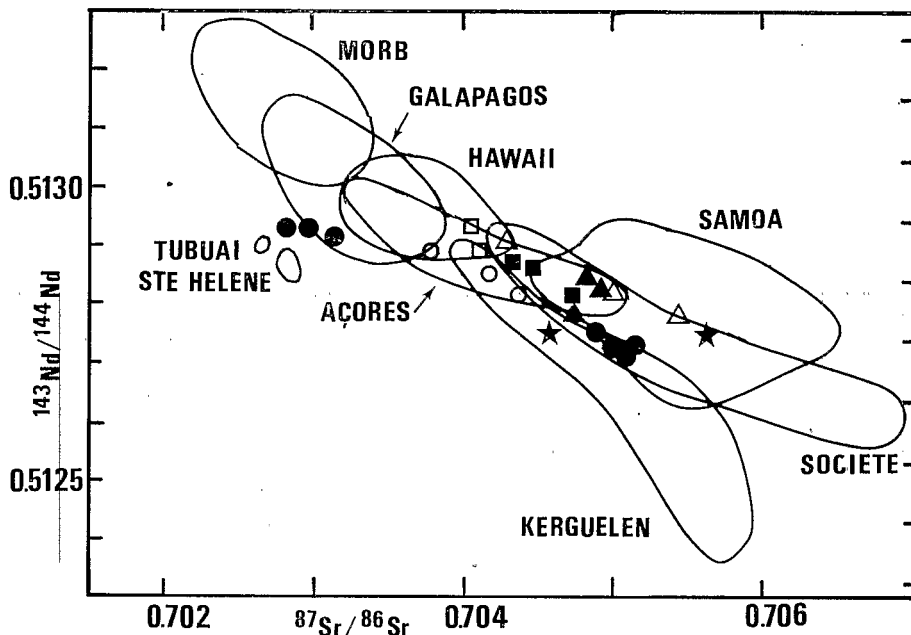 MORB
GALAPAGOS
HAWAII
0.5130
SAMOA
TUBUAI
STE HELENE
AÇORES
143Nd/144Nd
0.5125
SOCIETE
KERGUELEN
0.702
87Sr/86Sr
0.704
0.706